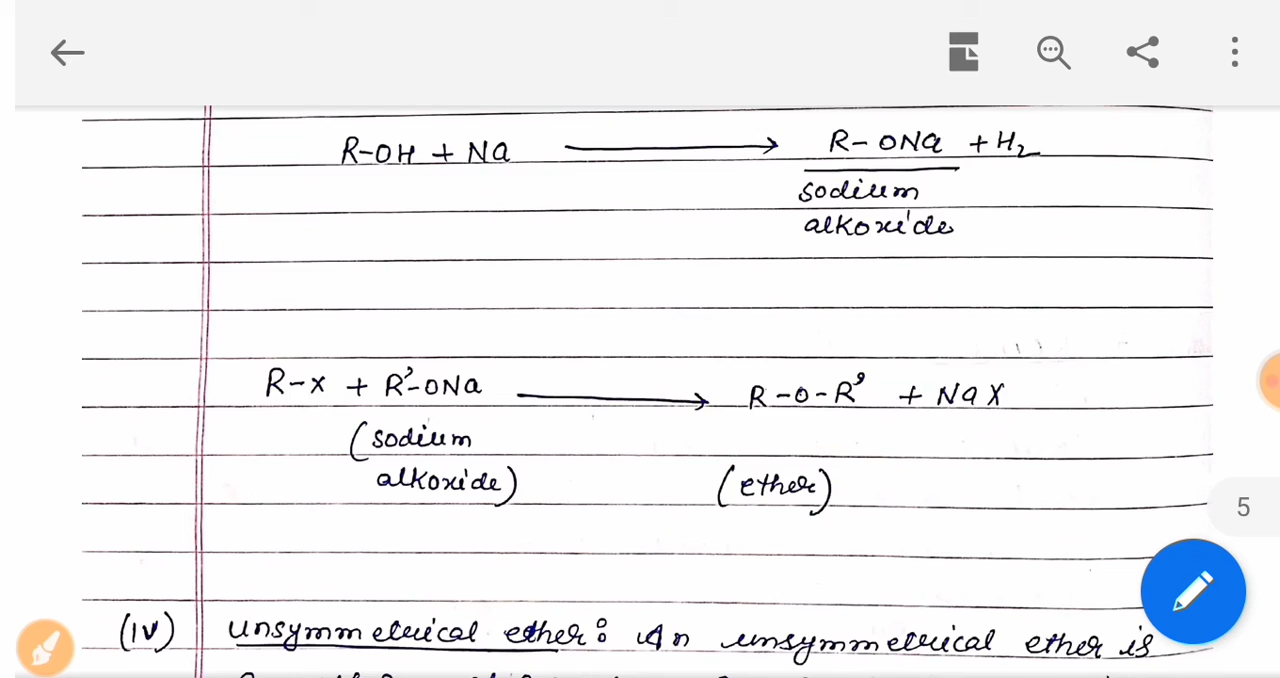 R-OH + Na ⟶ R-ONa + H₂
sodium
alkoxide
R-X + R'-ONa ⟶ R-O-R' + NaX
(sodium
alkoxide)
(ether)
5
(iv) unsymmetrical ether: An unsymmetrical ether is